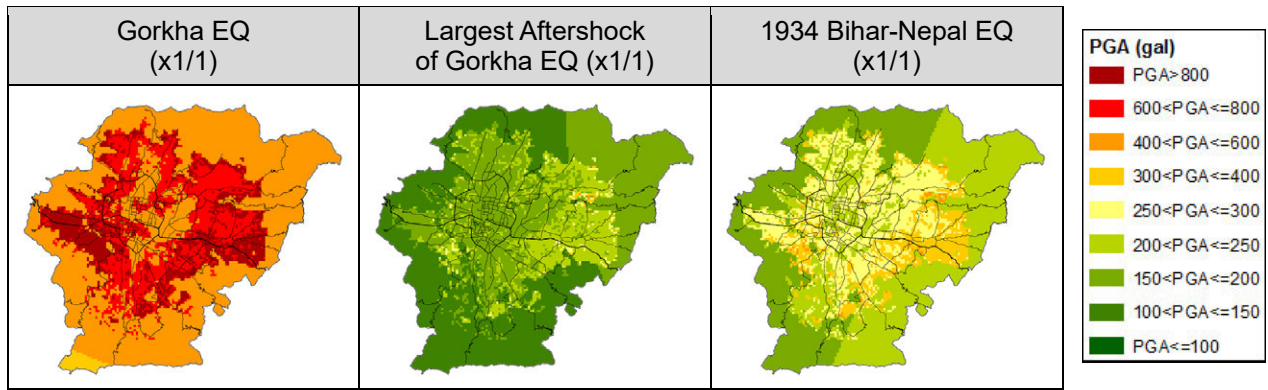 Gorkha EQ
(x1/1)
Largest Aftershock
of Gorkha EQ (x1/1)
1934 Bihar-Nepal EQ
(x1/1)
PGA (gal)
PGA>800
600<PGA<=800
400<PGA<=600
300<PGA<=400
250<PGA<=300
200<PGA<=250
150<PGA<=200
100<PGA<=150
PGA<=100